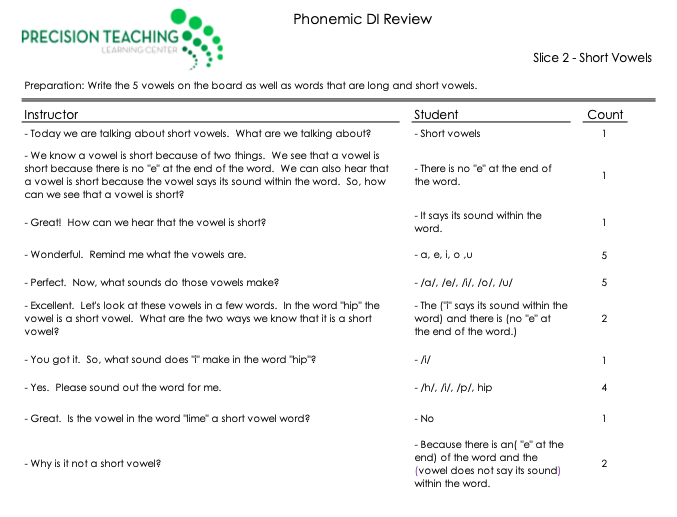 PRECISION TEACHING
LEARNING CENTER
Phonemic DI Review
Slice 2 - Short Vowels
Preparation: Write the 5 vowels on the board as well as words that are long and short vowels.
Instructor Student Count
- Today we are talking about short vowels. What are we talking about? - Short vowels 1
- We know a vowel is short because of two things. We see that a vowel is
short because there is no "e" at the end of the word. We can also hear that
a vowel is short because the vowel says its sound within the word. So, how
can we see that a vowel is short?
- There is no "e" at the end of
the word.
1
- Great! How can we hear that the vowel is short?
- It says its sound within the
word.
1
- Wonderful. Remind me what the vowels are. - a, e, i, o ,u 5
- Perfect. Now, what sounds do those vowels make? - /a/, /e/, /i/, /o/, /u/ 5
- Excellent. Let's look at these vowels in a few words. In the word "hip" the
vowel is a short vowel. What are the two ways we know that it is a short
vowel?
- The ("i" says its sound within the
word) and there is (no "e" at
the end of the word.)
2
- You got it. So, what sound does "i" make in the word "hip"? - /i/ 1
- Yes. Please sound out the word for me. - /h/, /i/, /p/, hip 4
- Great. Is the vowel in the word "lime" a short vowel word? - No 1
- Why is it not a short vowel?
- Because there is an( "e" at the
end) of the word and the
(vowel does not say its sound)
within the word.
2